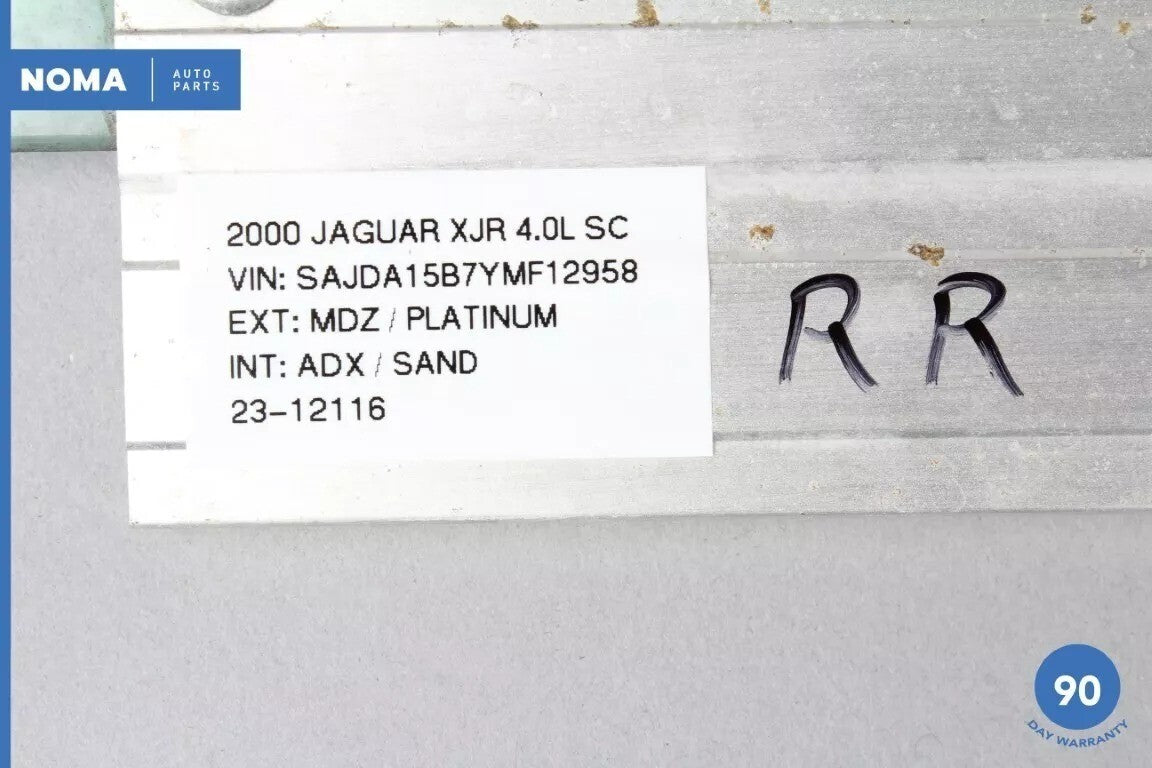 NOMA
AUTO
PARTS
2000 JAGUAR XJR 4.0L SC
VIN: SAJDA15B7YMF12958
EXT: MDZ / PLATINUM
INT: ADX / SAND
23-12116
RR
90
DAY WARRANTY